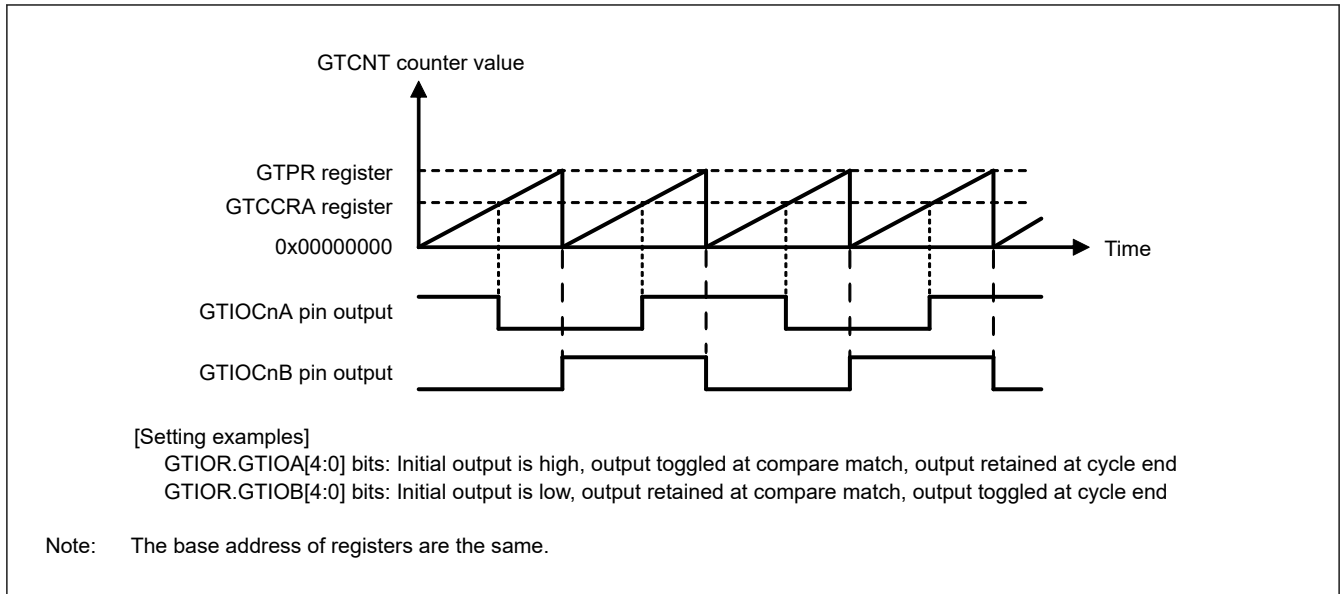 GTCNT counter value
GTPR register
GTCCRA register
0x00000000
Time
GTIOCnA pin output
GTIOCnB pin output
[Setting examples]
GTIOR.GTIOA[4:0] bits: Initial output is high, output toggled at compare match, output retained at cycle end
GTIOR.GTIOB[4:0] bits: Initial output is low, output retained at compare match, output toggled at cycle end
Note: The base address of registers are the same.